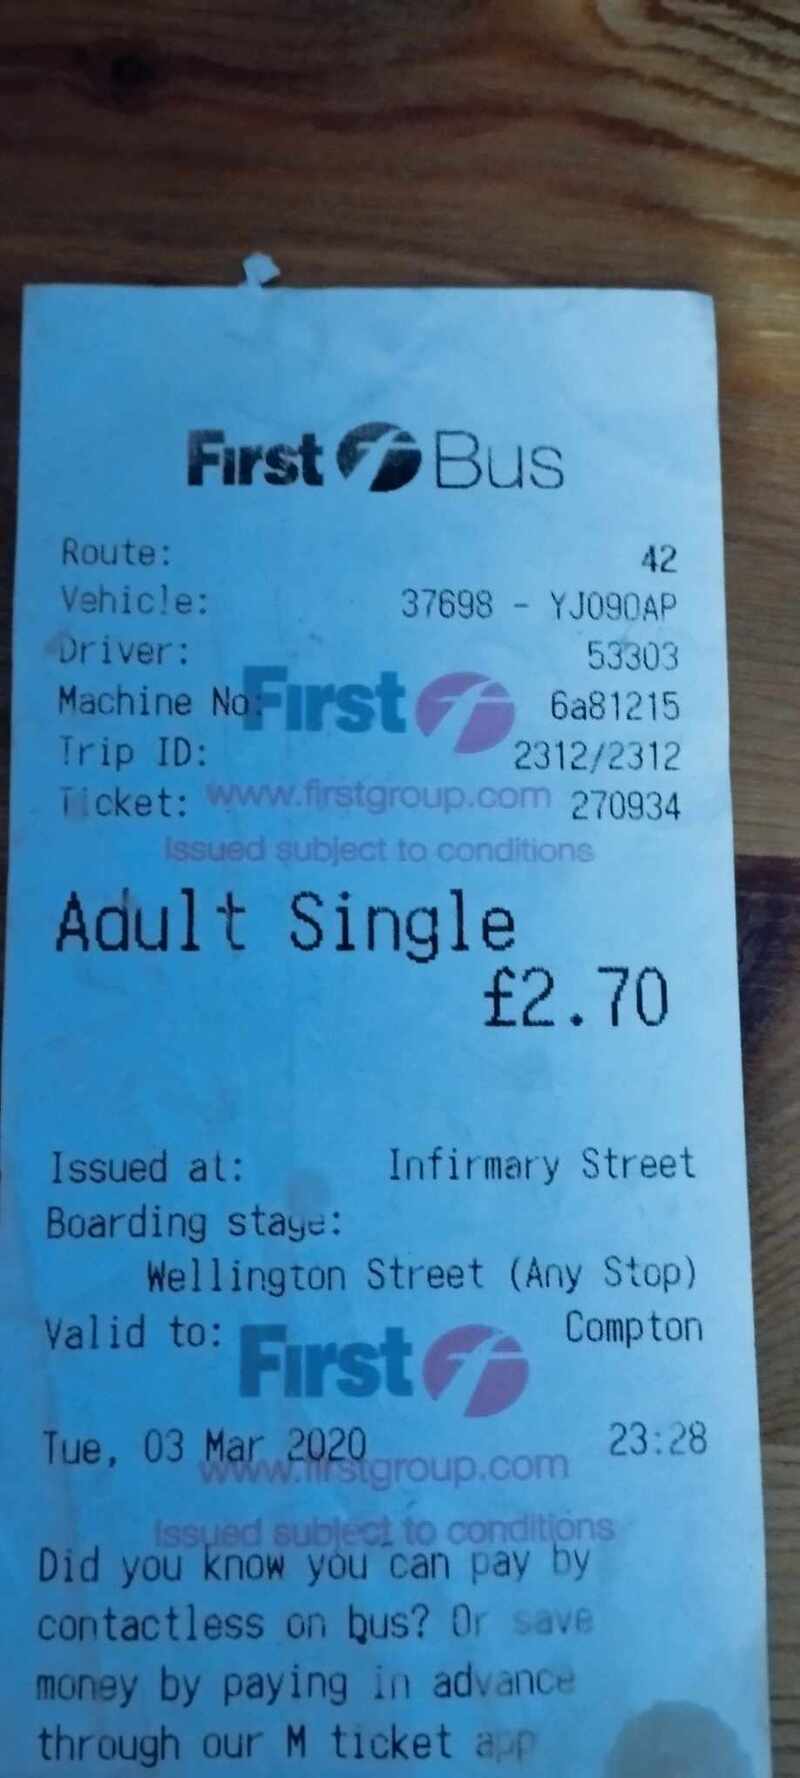 First Bus
Route: 42
Vehicle: 37698 - YJ09OAP
Driver: 53303
Machine No: 6a81215
First
Trip ID: 2312/2312
Ticket: 270934
www.firstgroup.com
Issued subject to conditions
Adult Single
£2.70
Issued at: Infirmary Street
Boarding stage:
Wellington Street (Any Stop)
Valid to: Compton
First
Tue, 03 Mar 2020 23:28
www.firstgroup.com
Issued subject to conditions
Did you know you can pay by
contactless on bus? Or save
money by paying in advance
through our M ticket app